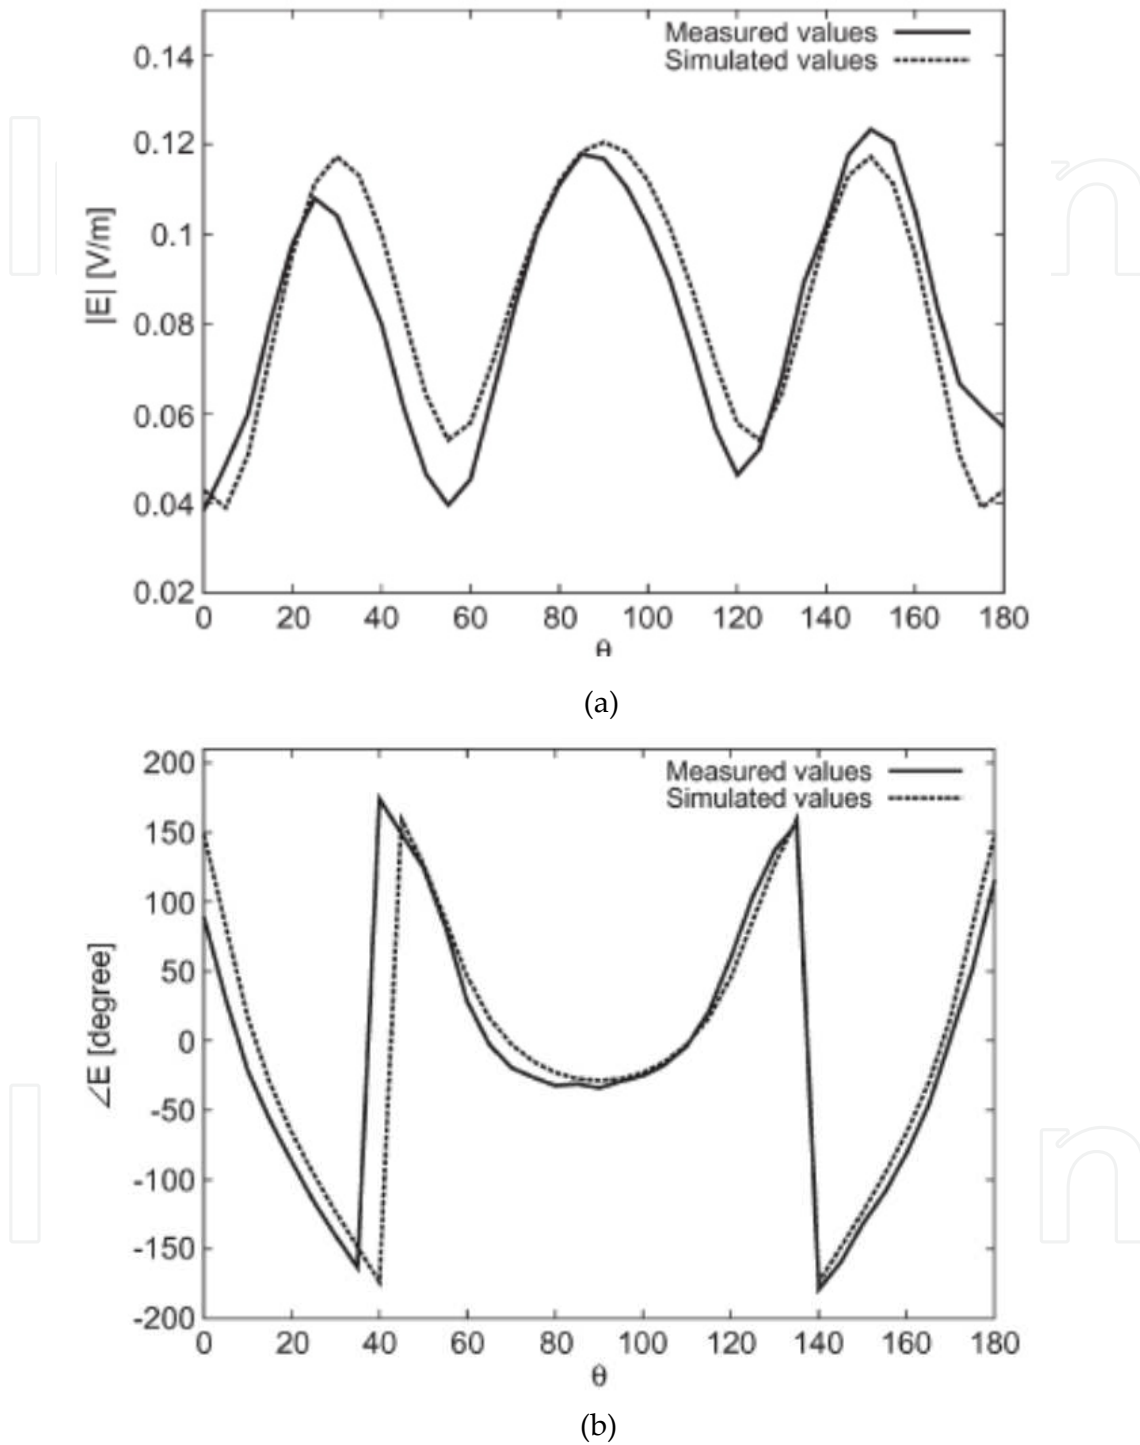 Measured values
Simulated values
0.14
0.12
0.1
0.08
0.06
0.04
0.02
|E| [V/m]
0 20 40 60 80 100 120 140 160 180
θ
(a)
Measured values
Simulated values
200
150
100
50
0
-50
-100
-150
-200
∠E [degree]
0 20 40 60 80 100 120 140 160 180
θ
(b)